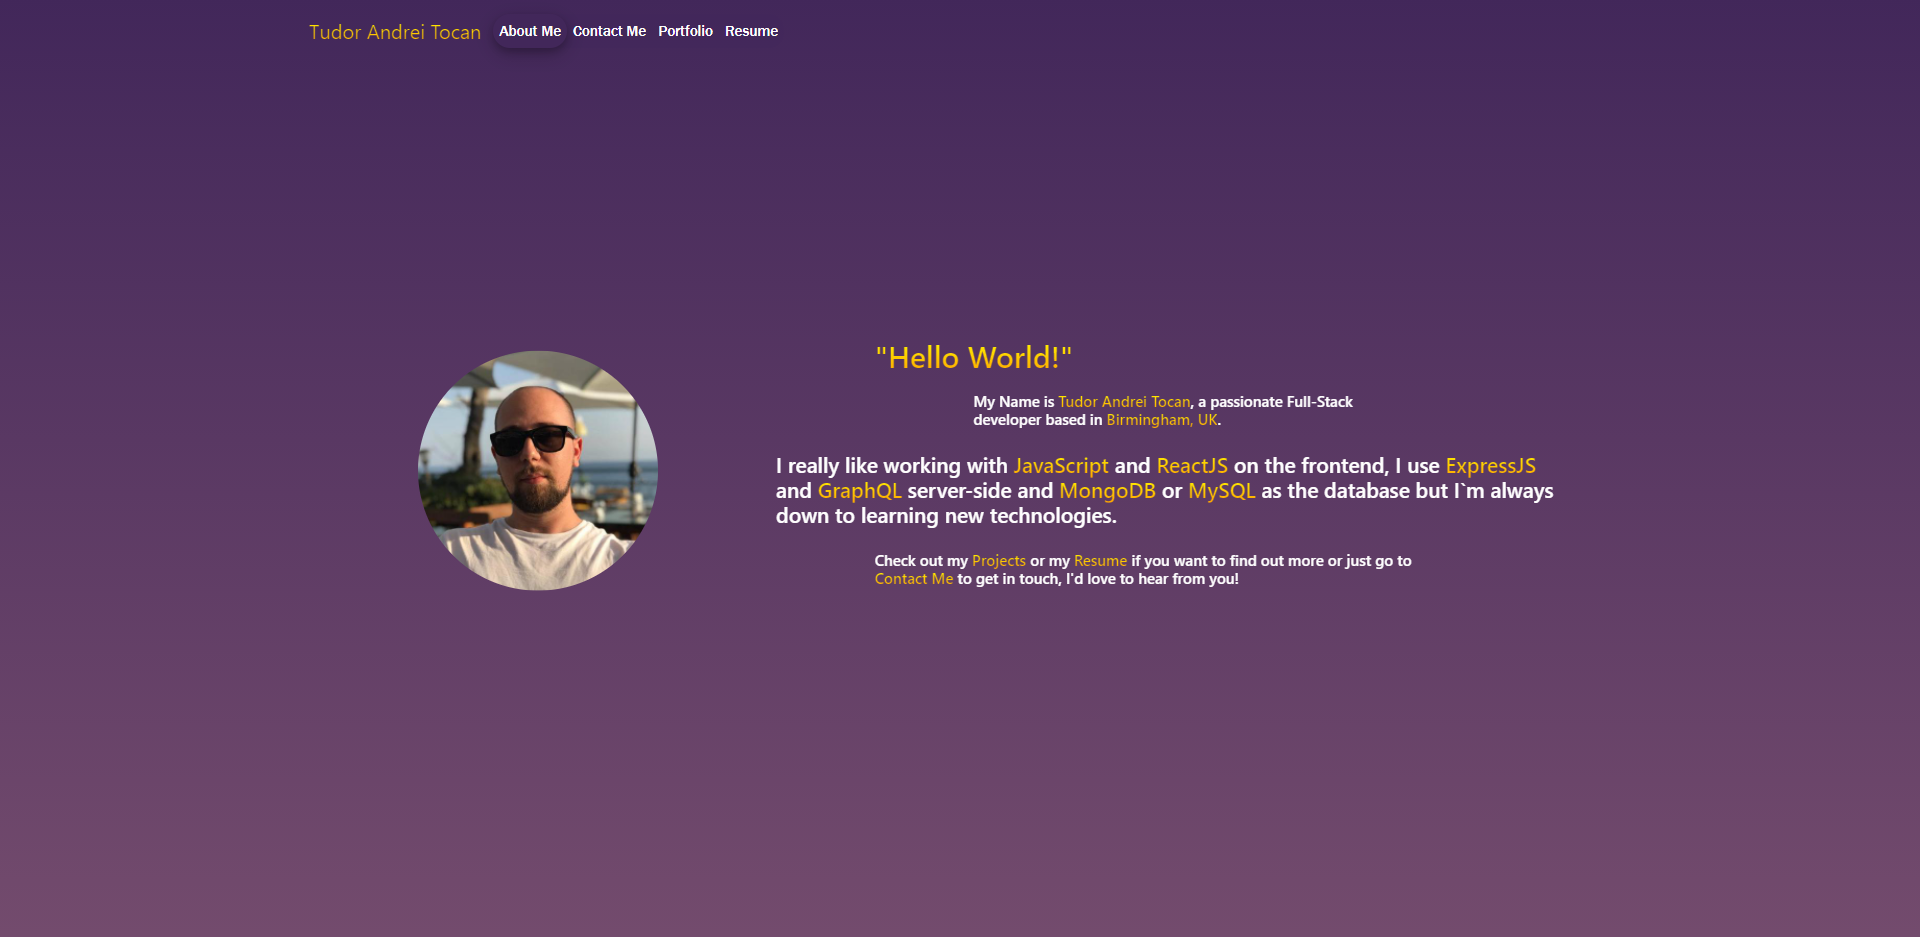 Tudor Andrei Tocan About Me Contact Me Portfolio Resume
"Hello World!"
My Name is Tudor Andrei Tocan, a passionate Full-Stack
developer based in Birmingham, UK.
I really like working with JavaScript and ReactJS on the frontend, I use ExpressJS
and GraphQL server-side and MongoDB or MySQL as the database but I`m always
down to learning new technologies.
Check out my Projects or my Resume if you want to find out more or just go to
Contact Me to get in touch, I'd love to hear from you!